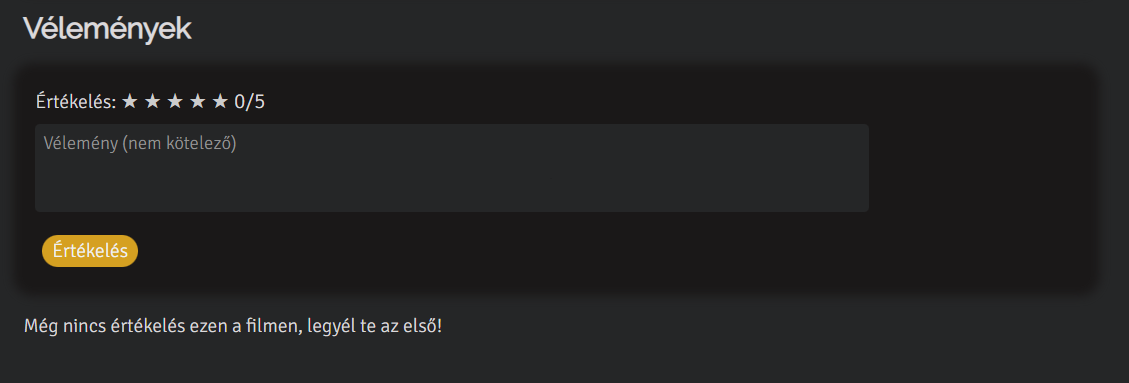 Vélemények
Értékelés: ★ ★ ★ ★ ★ 0/5
Vélemény (nem kötelező)
Értékelés
Még nincs értékelés ezen a filmen, legyél te az első!